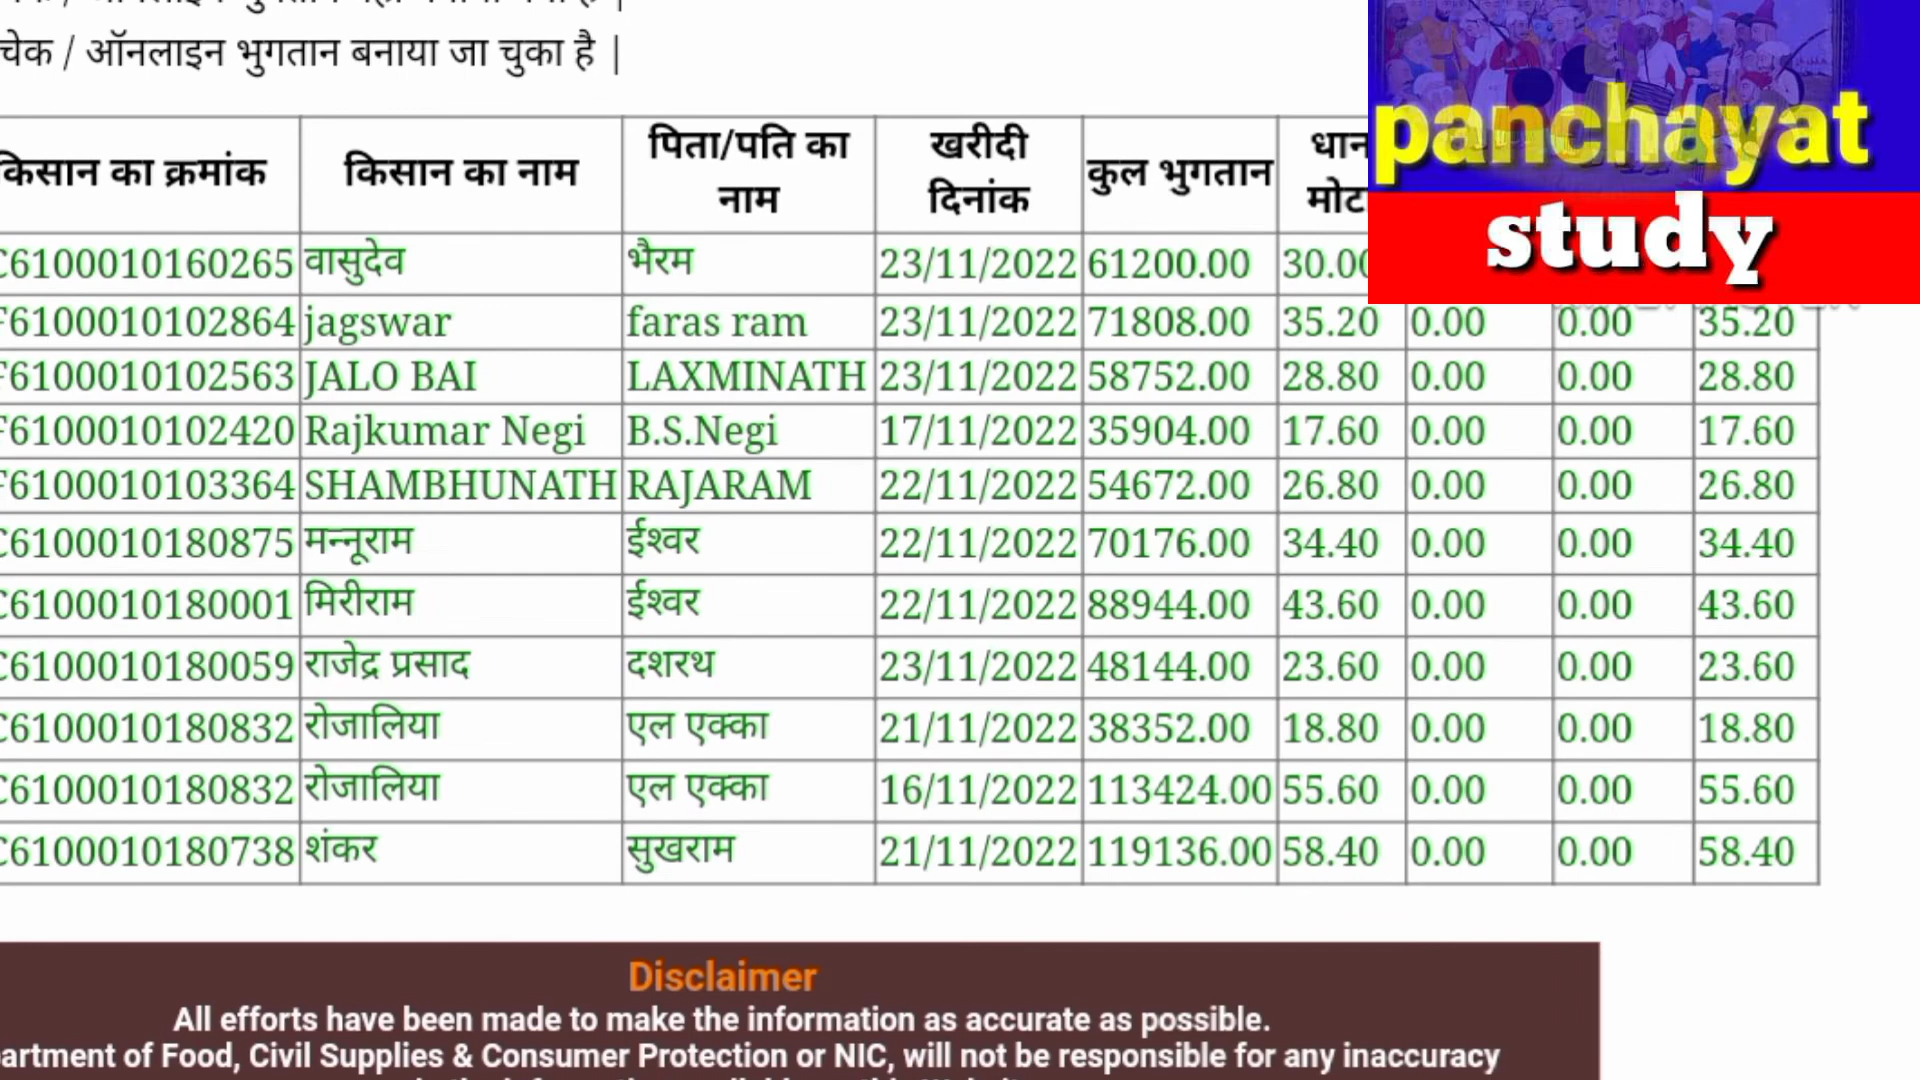 चेक / ऑनलाइन भुगतान बनाया जा चुका है |
panchayat
study
किसान का क्रमांक किसान का नाम पिता/पति का नाम खरीदी दिनांक कुल भुगतान धान मोटा
C6100010160265 वासुदेव भैरम 23/11/2022 61200.00 30.00
F6100010102864 jagswar faras ram 23/11/2022 71808.00 35.20 0.00 0.00 35.20
F6100010102563 JALO BAI LAXMINATH 23/11/2022 58752.00 28.80 0.00 0.00 28.80
F6100010102420 Rajkumar Negi B.S.Negi 17/11/2022 35904.00 17.60 0.00 0.00 17.60
F6100010103364 SHAMBHUNATH RAJARAM 22/11/2022 54672.00 26.80 0.00 0.00 26.80
C6100010180875 मन्नूराम ईश्वर 22/11/2022 70176.00 34.40 0.00 0.00 34.40
C6100010180001 मिरीराम ईश्वर 22/11/2022 88944.00 43.60 0.00 0.00 43.60
C6100010180059 राजेद्र प्रसाद दशरथ 23/11/2022 48144.00 23.60 0.00 0.00 23.60
C6100010180832 रोजालिया एल एक्का 21/11/2022 38352.00 18.80 0.00 0.00 18.80
C6100010180832 रोजालिया एल एक्का 16/11/2022 113424.00 55.60 0.00 0.00 55.60
C6100010180738 शंकर सुखराम 21/11/2022 119136.00 58.40 0.00 0.00 58.40
Disclaimer
All efforts have been made to make the information as accurate as possible.
artment of Food, Civil Supplies & Consumer Protection or NIC, will not be responsible for any inaccuracy